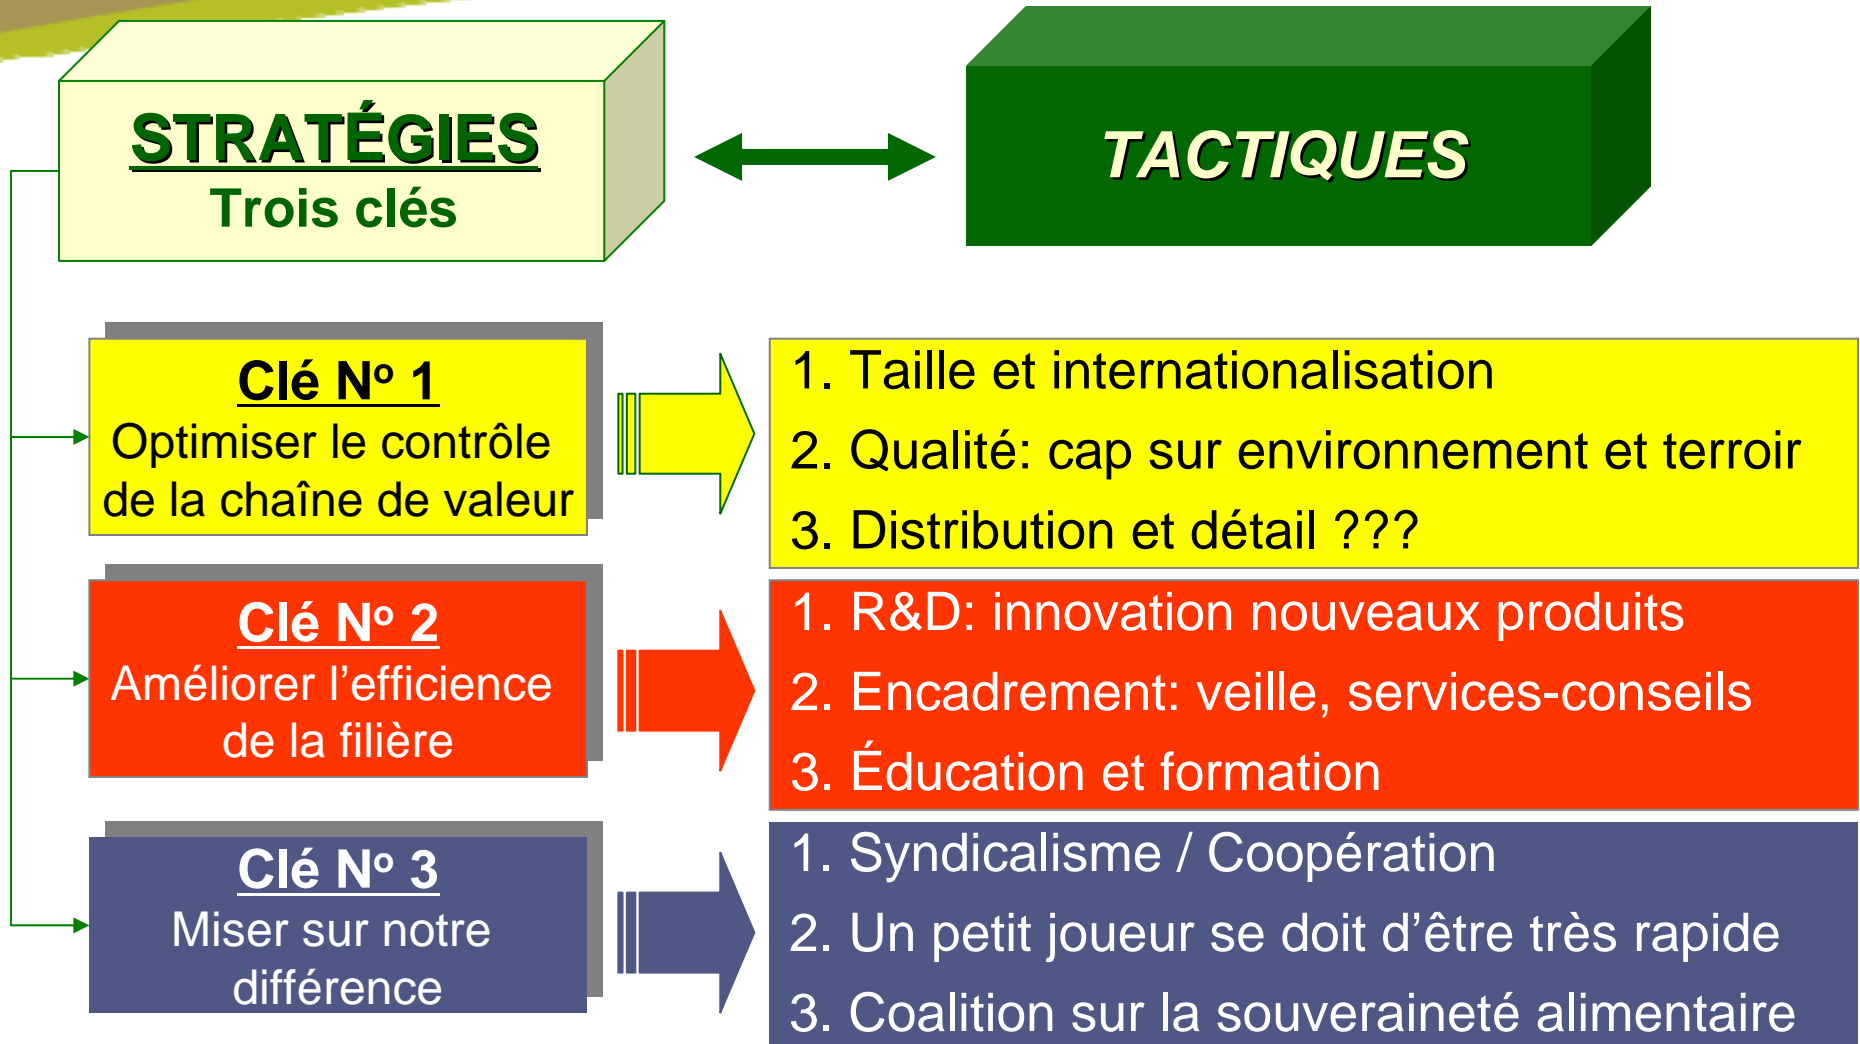 STRATÉGIES
Trois clés
TACTIQUES
Clé Nº 1
Optimiser le contrôle
de la chaîne de valeur
1. Taille et internationalisation
2. Qualité: cap sur environnement et terroir
3. Distribution et détail ???
Clé Nº 2
Améliorer l’efficience
de la filière
1. R&D: innovation nouveaux produits
2. Encadrement: veille, services-conseils
3. Éducation et formation
Clé Nº 3
Miser sur notre
différence
1. Syndicalisme / Coopération
2. Un petit joueur se doit d’être très rapide
3. Coalition sur la souveraineté alimentaire